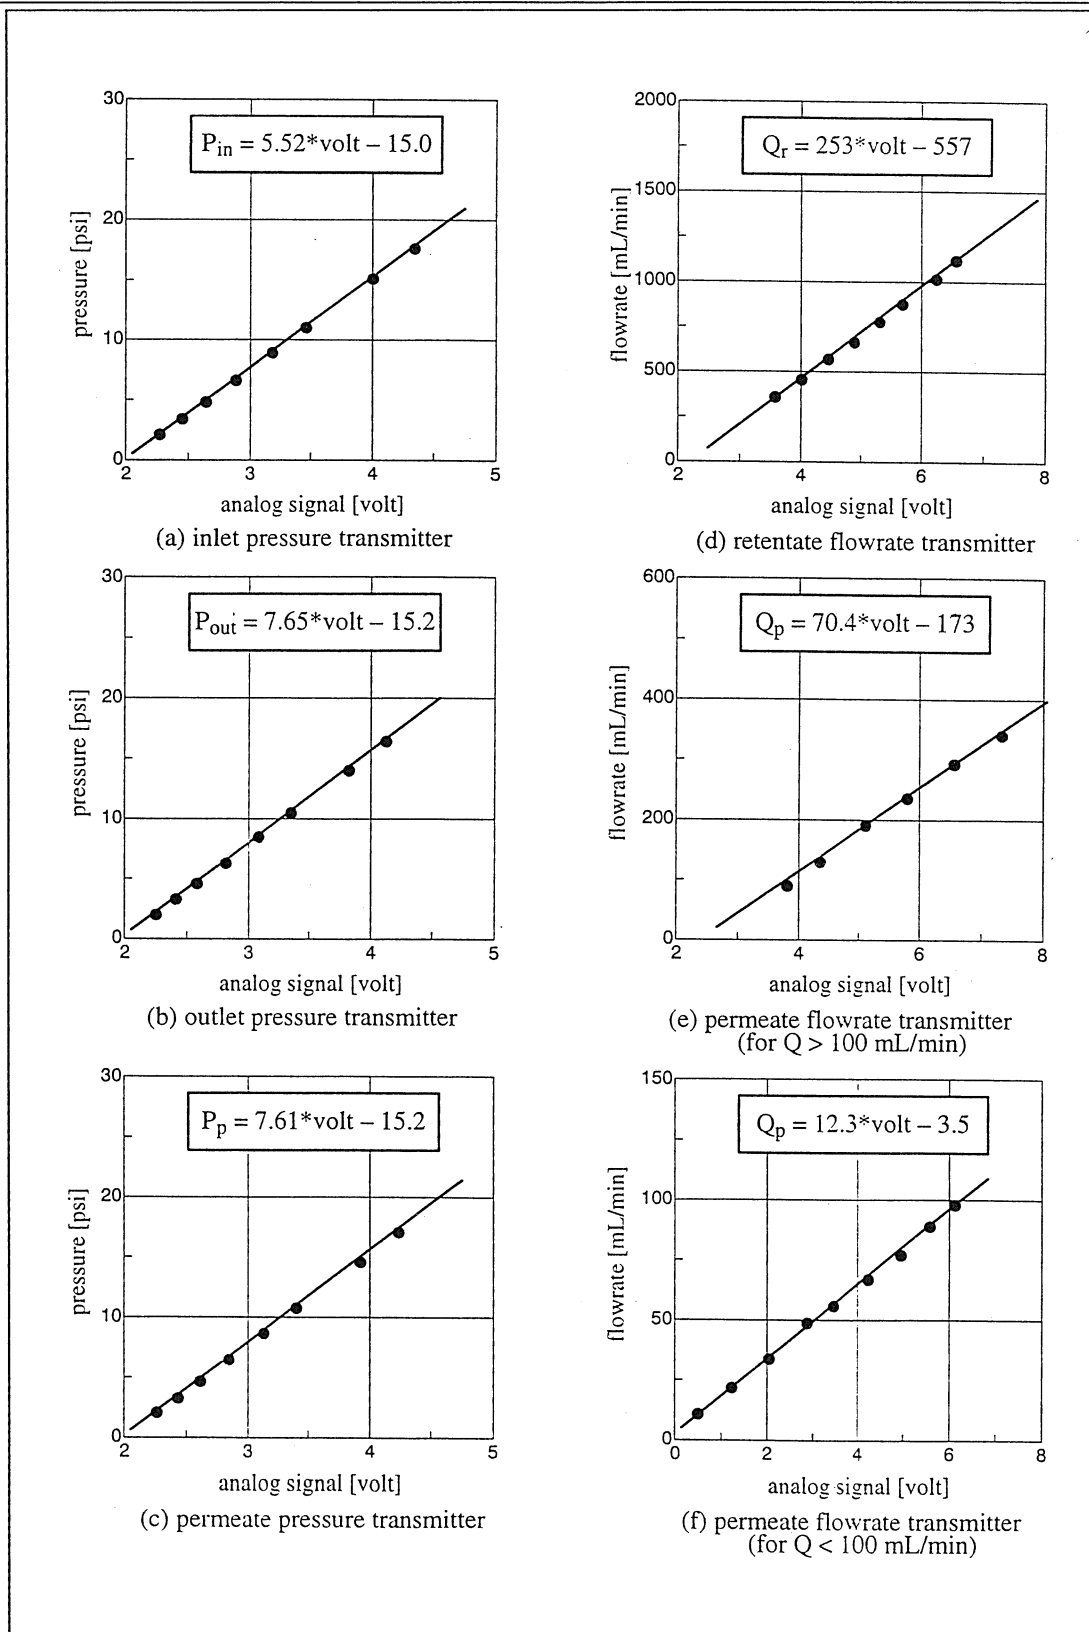 30
20
10
0
pressure [psi]
P_in = 5.52*volt – 15.0
2 3 4 5
analog signal [volt]
(a) inlet pressure transmitter
2000
1500
1000
500
0
flowrate [mL/min]
Q_r = 253*volt – 557
2 4 6 8
analog signal [volt]
(d) retentate flowrate transmitter
30
20
10
0
pressure [psi]
P_out = 7.65*volt – 15.2
2 3 4 5
analog signal [volt]
(b) outlet pressure transmitter
600
400
200
0
flowrate [mL/min]
Q_p = 70.4*volt – 173
2 4 6 8
analog signal [volt]
(e) permeate flowrate transmitter
(for Q > 100 mL/min)
30
20
10
0
pressure [psi]
P_p = 7.61*volt – 15.2
2 3 4 5
analog signal [volt]
(c) permeate pressure transmitter
150
100
50
0
flowrate [mL/min]
Q_p = 12.3*volt – 3.5
0 2 4 6 8
analog signal [volt]
(f) permeate flowrate transmitter
(for Q < 100 mL/min)